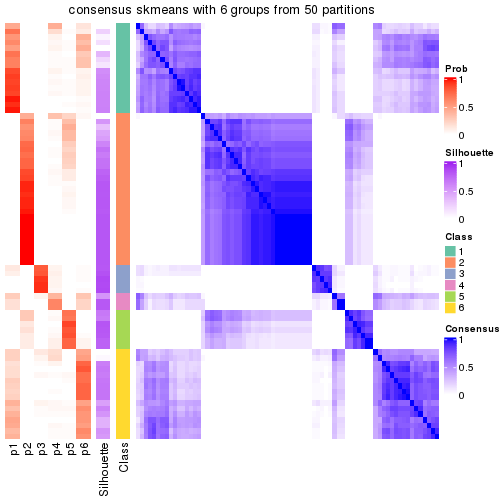 consensus skmeans with 6 groups from 50 partitions
Prob
1
0.5
0
Silhouette
1
0.5
0
Class
1
2
3
4
5
6
Consensus
1
0.5
0
p1
p2
p3
p4
p5
p6
Silhouette
Class